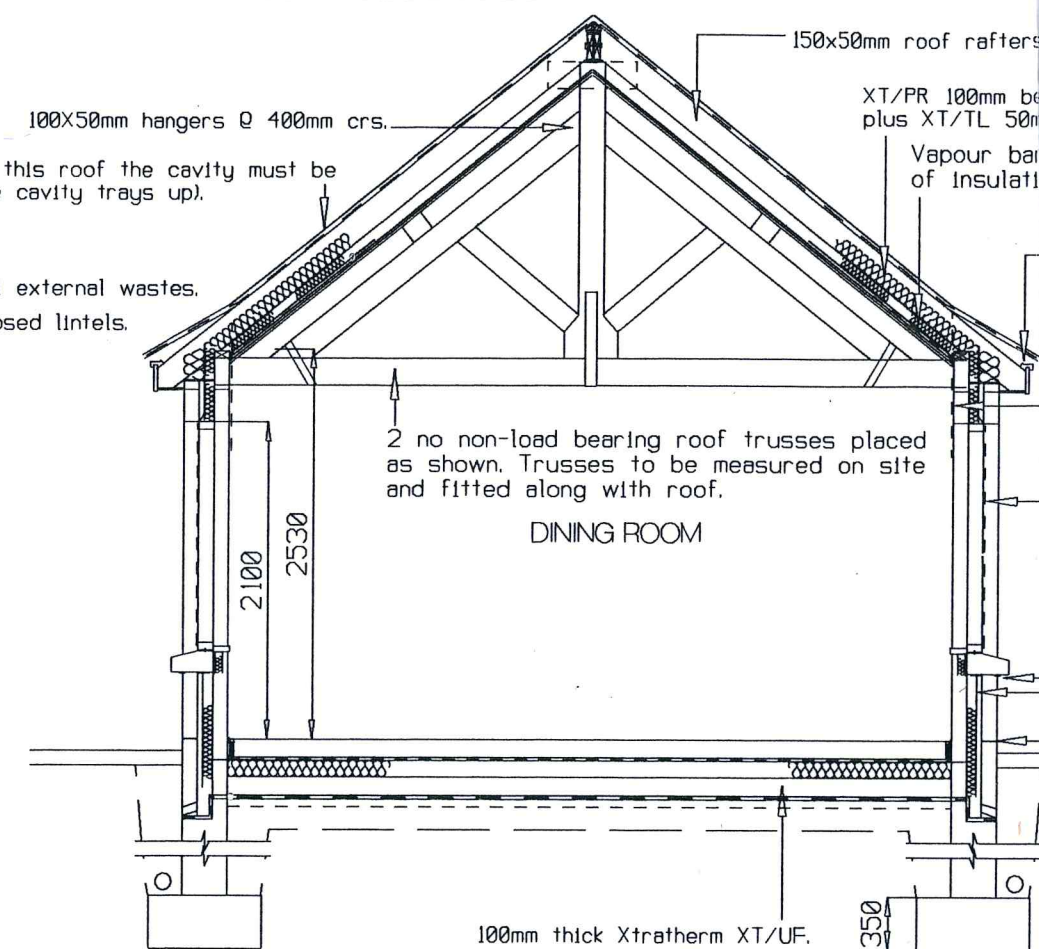 150x50mm roof rafters
100X50mm hangers @ 400mm crs.
XT/PR 100mm be
plus XT/TL 50m
this roof the cavity must be
cavity trays up).
Vapour bar
of insulati
external wastes.
osed lintels.
2 no non-load bearing roof trusses placed
as shown. Trusses to be measured on site
and fitted along with roof.
DINING ROOM
2100
2530
100mm thick Xtratherm XT/UF.
350